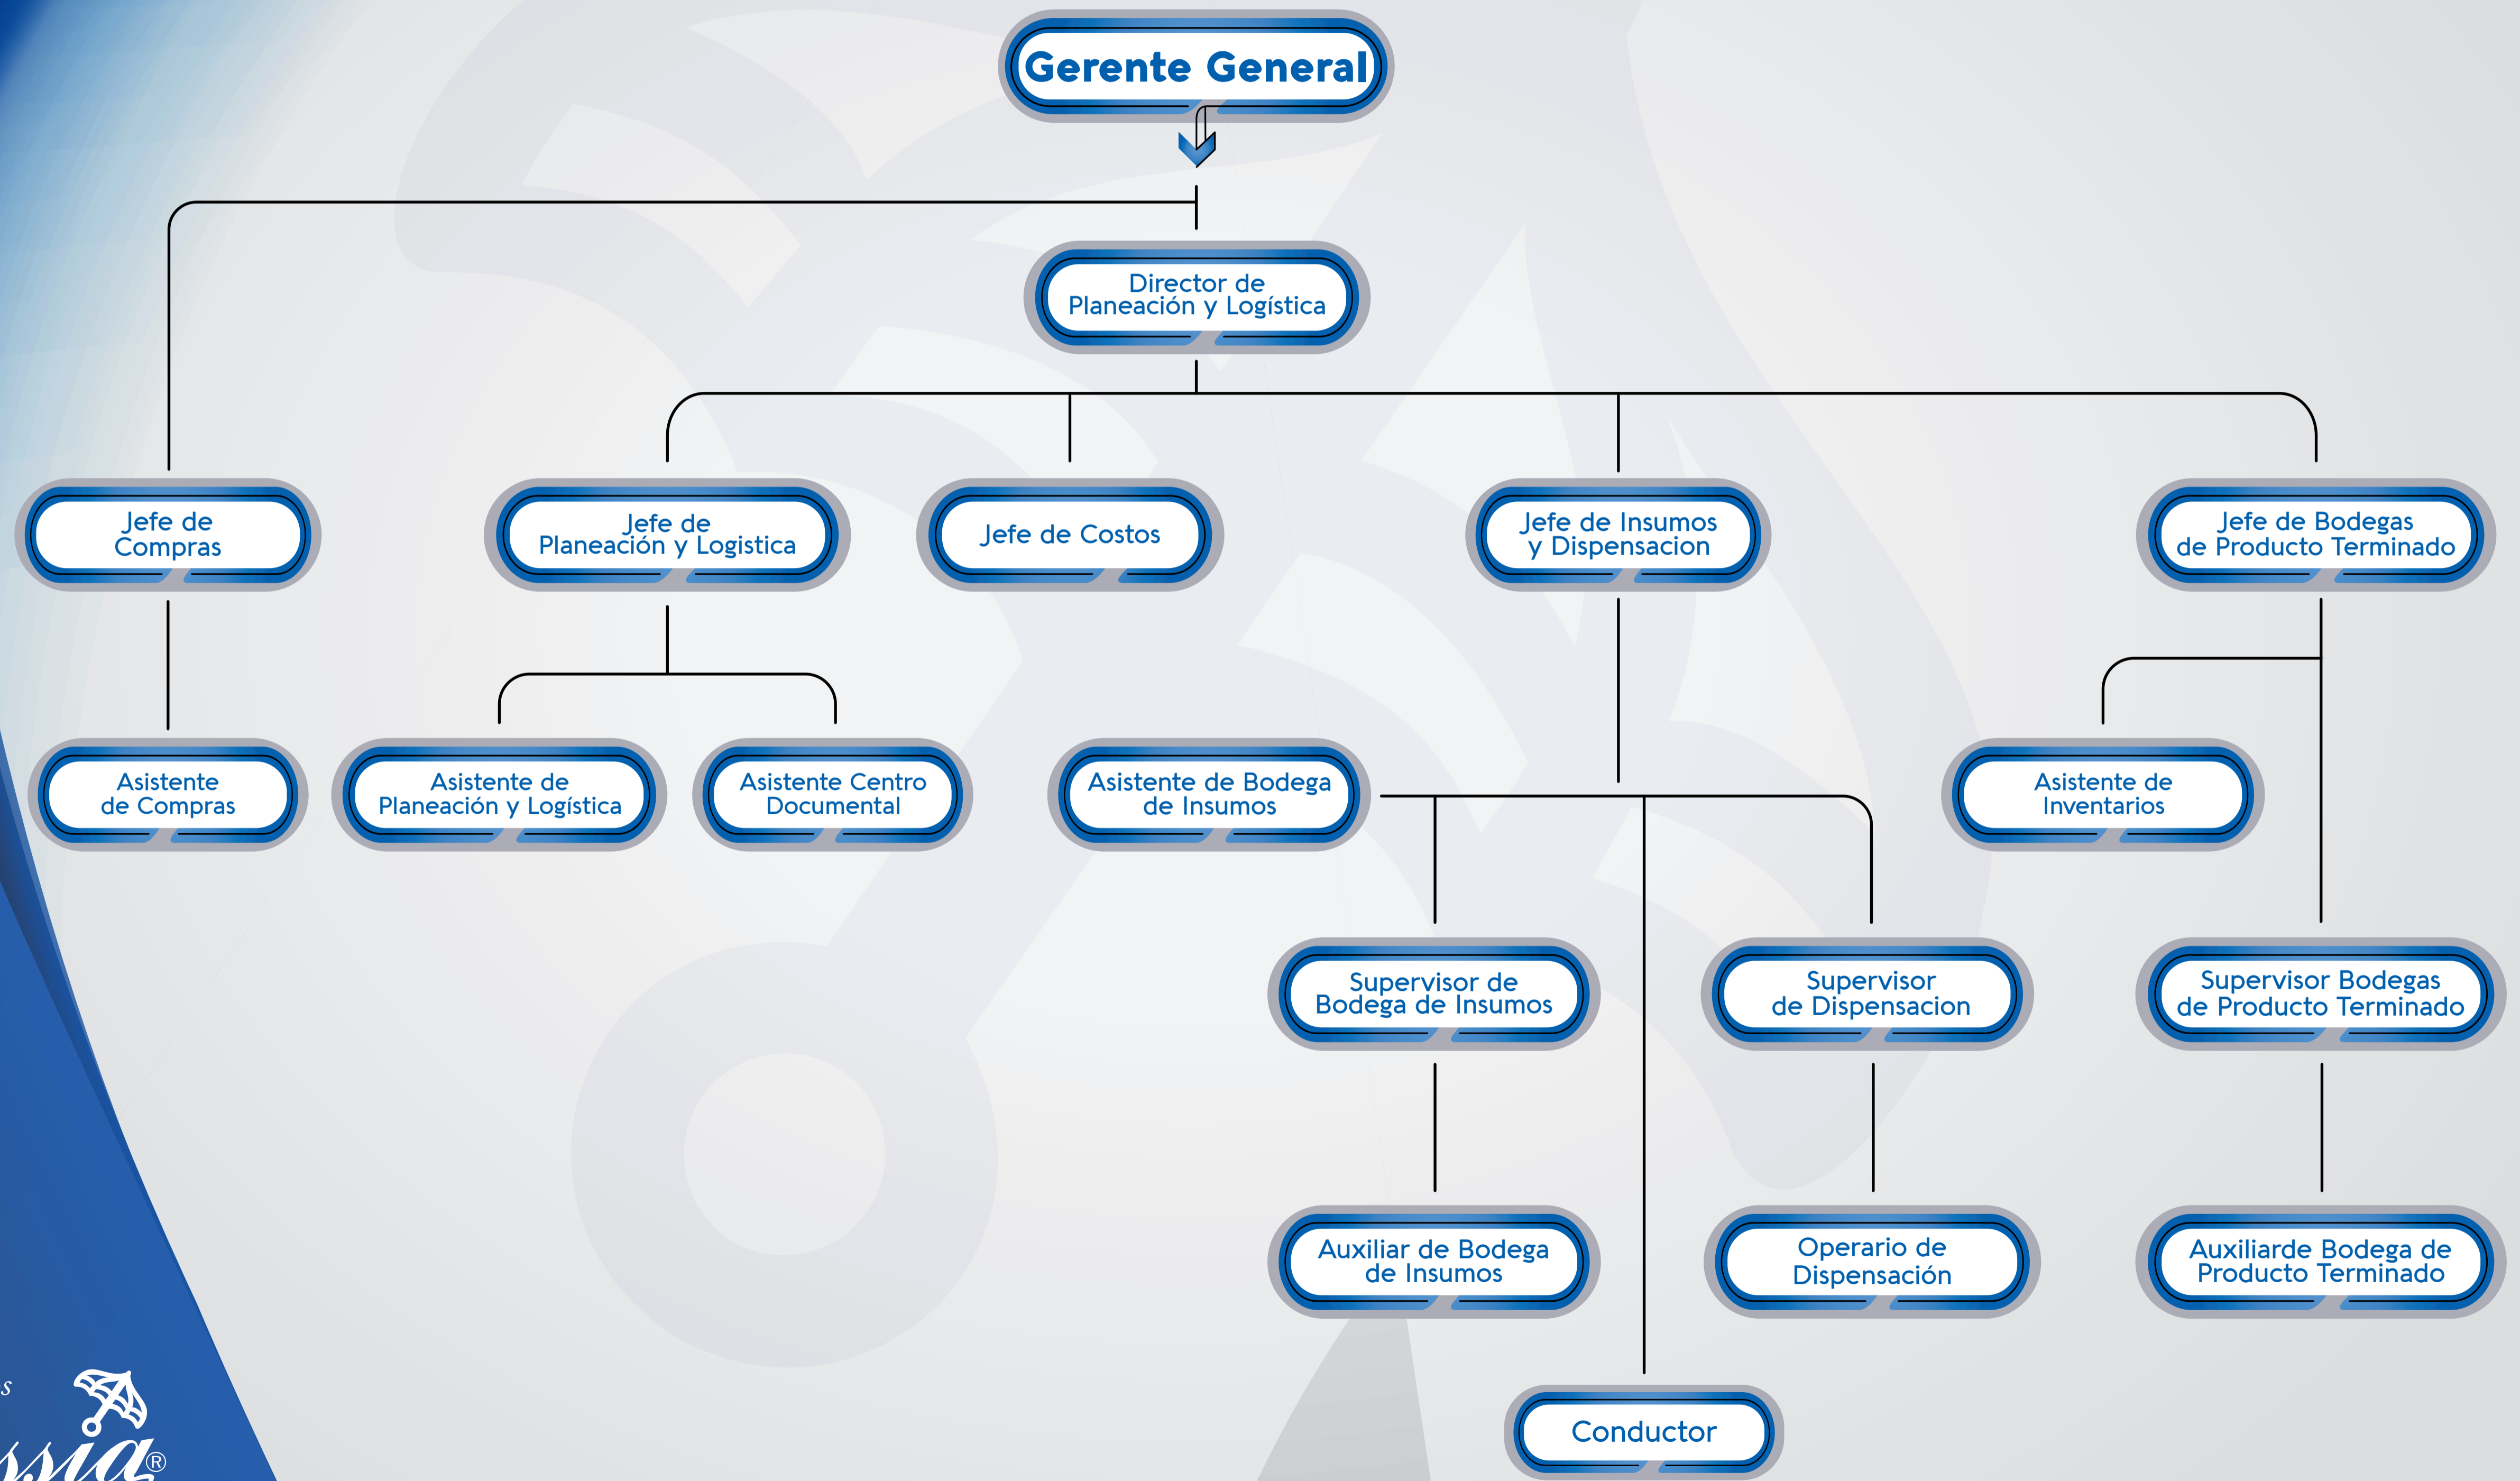 Gerente General
Director de
Planeación y Logística
Jefe de
Compras
Jefe de
Planeación y Logistica
Jefe de Costos
Jefe de Insumos
y Dispensacion
Jefe de Bodegas
de Producto Terminado
Asistente
de Compras
Asistente de
Planeación y Logística
Asistente Centro
Documental
Asistente de Bodega
de Insumos
Asistente de
Inventarios
Supervisor de
Bodega de Insumos
Supervisor
de Dispensacion
Supervisor Bodegas
de Producto Terminado
Auxiliar de Bodega
de Insumos
Operario de
Dispensación
Auxiliarde Bodega de
Producto Terminado
Conductor